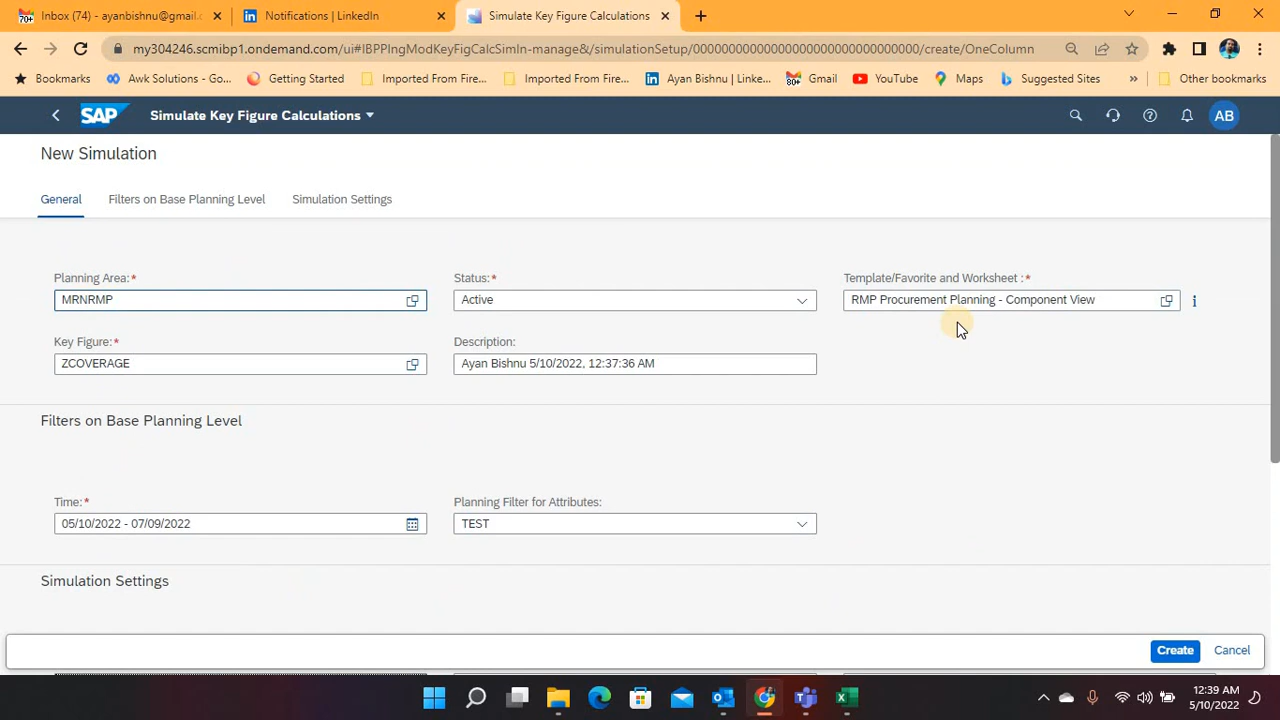 Inbox (74) - ayanbishnu@gmail.c
Notifications | LinkedIn
Simulate Key Figure Calculations
my304246.scmibp1.ondemand.com/ui#IBPPlngModKeyFigCalcSimln-manage&/simulationSetup/00000000000000000000000000000000/create/OneColumn
Bookmarks
Awk Solutions - Go...
Getting Started
Imported From Fire...
Imported From Fire...
Ayan Bishnu | Linke...
Gmail
YouTube
Maps
Suggested Sites
»
Other bookmarks
SAP
Simulate Key Figure Calculations
AB
New Simulation
General
Filters on Base Planning Level
Simulation Settings
Planning Area:*
Status:*
Template/Favorite and Worksheet :*
MRNRMP
Active
RMP Procurement Planning - Component View
Key Figure:*
Description:
ZCOVERAGE
Ayan Bishnu 5/10/2022, 12:37:36 AM
Filters on Base Planning Level
Time:*
Planning Filter for Attributes:
05/10/2022 - 07/09/2022
TEST
Simulation Settings
Create
Cancel
12:39 AM
5/10/2022